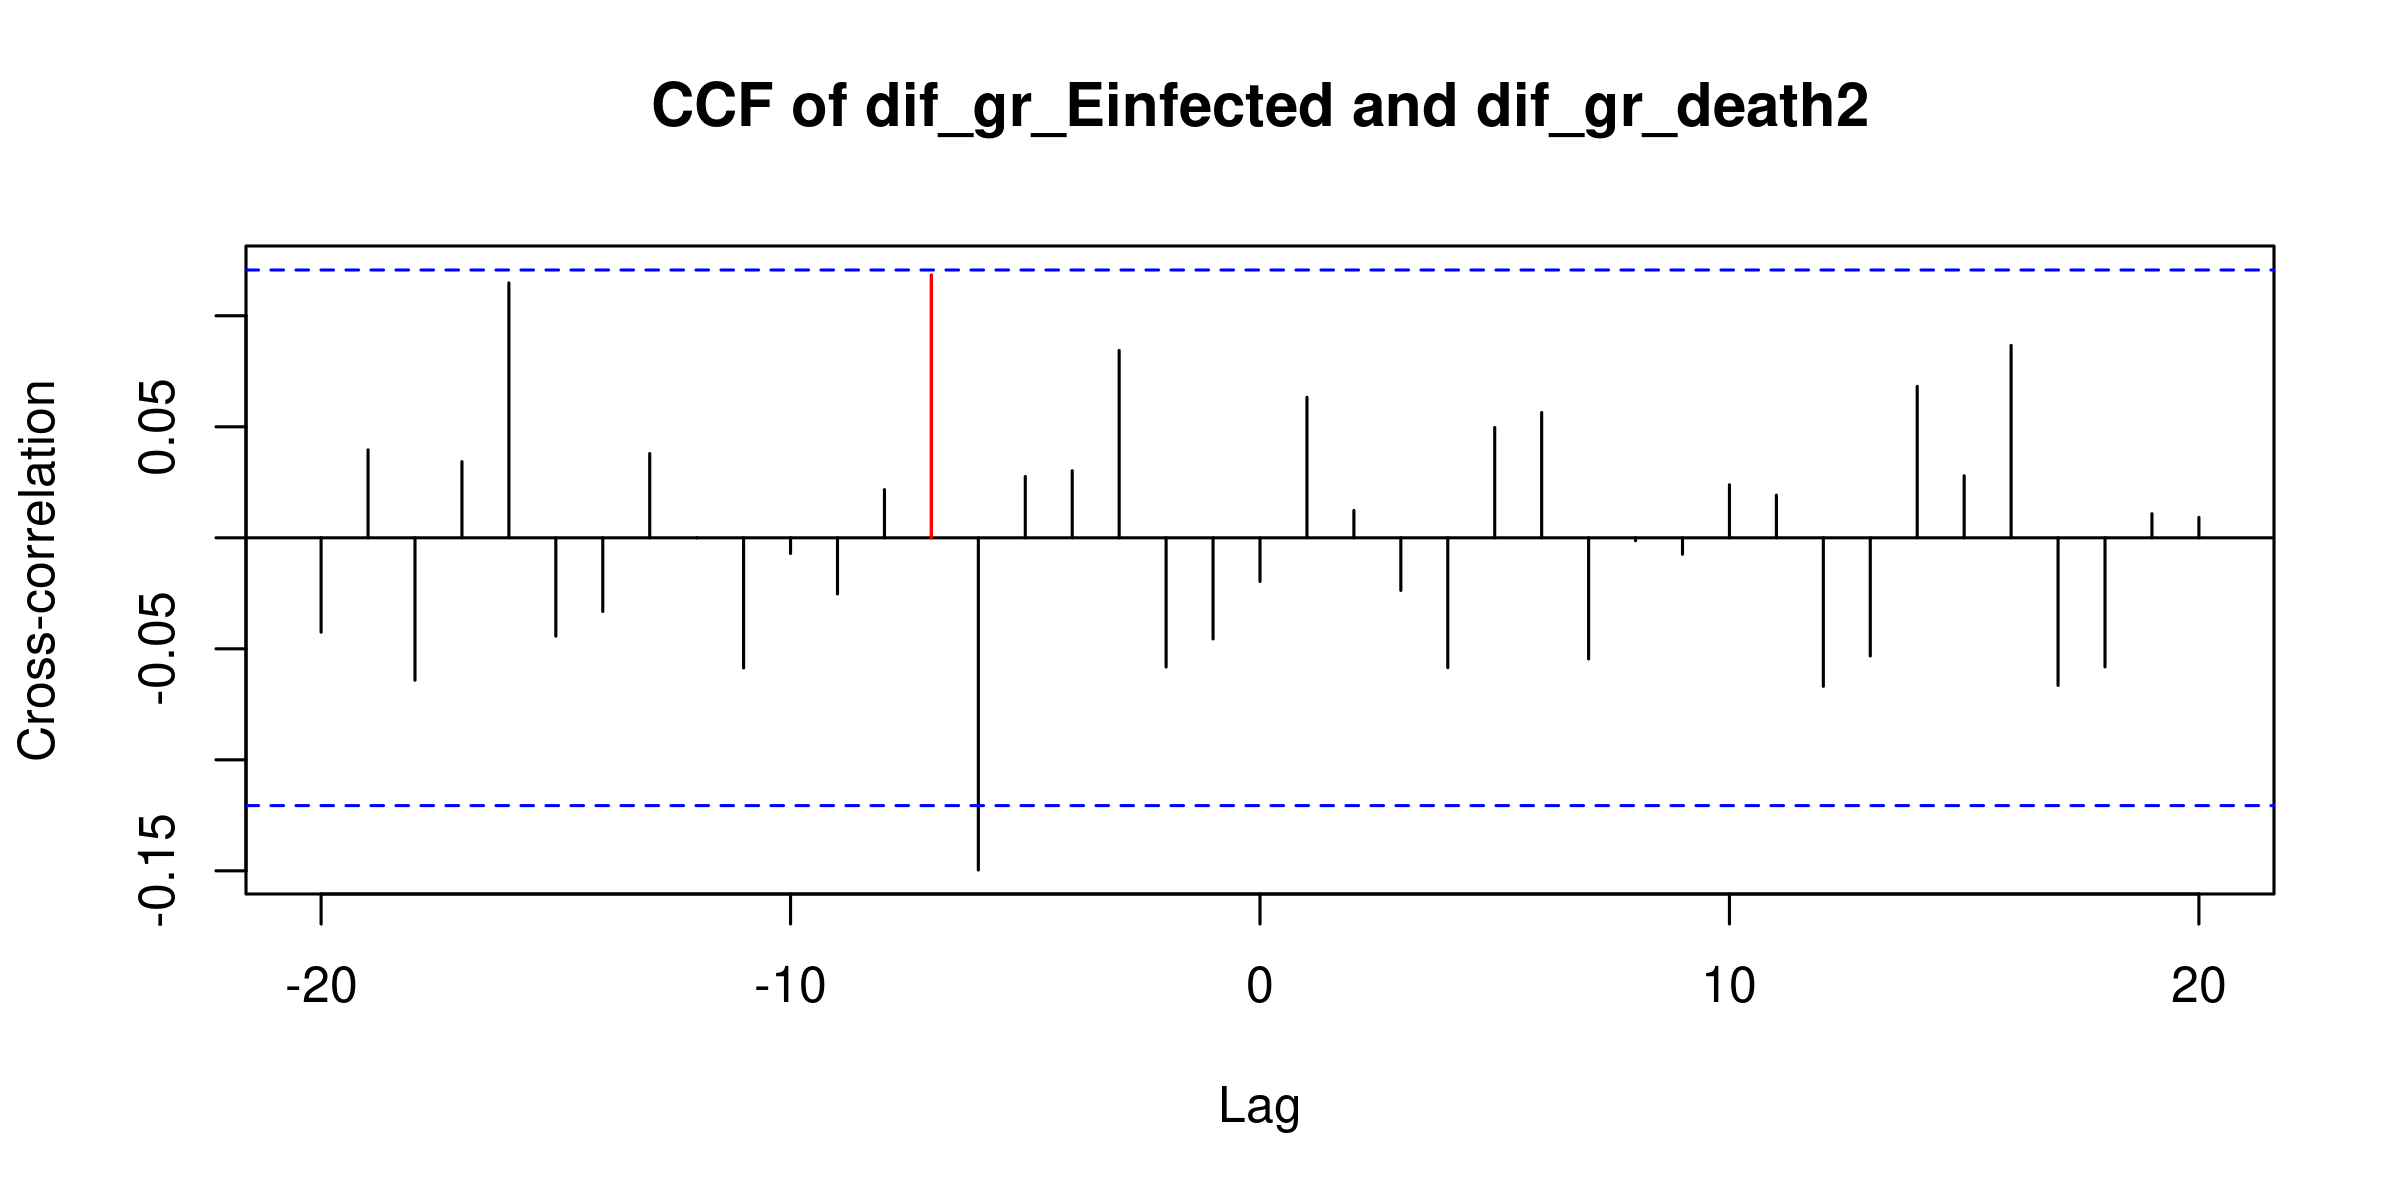 CCF of dif_gr_Einfected and dif_gr_death2
Cross-correlation
0.05
-0.05
-0.15
-20
-10
0
10
20
Lag